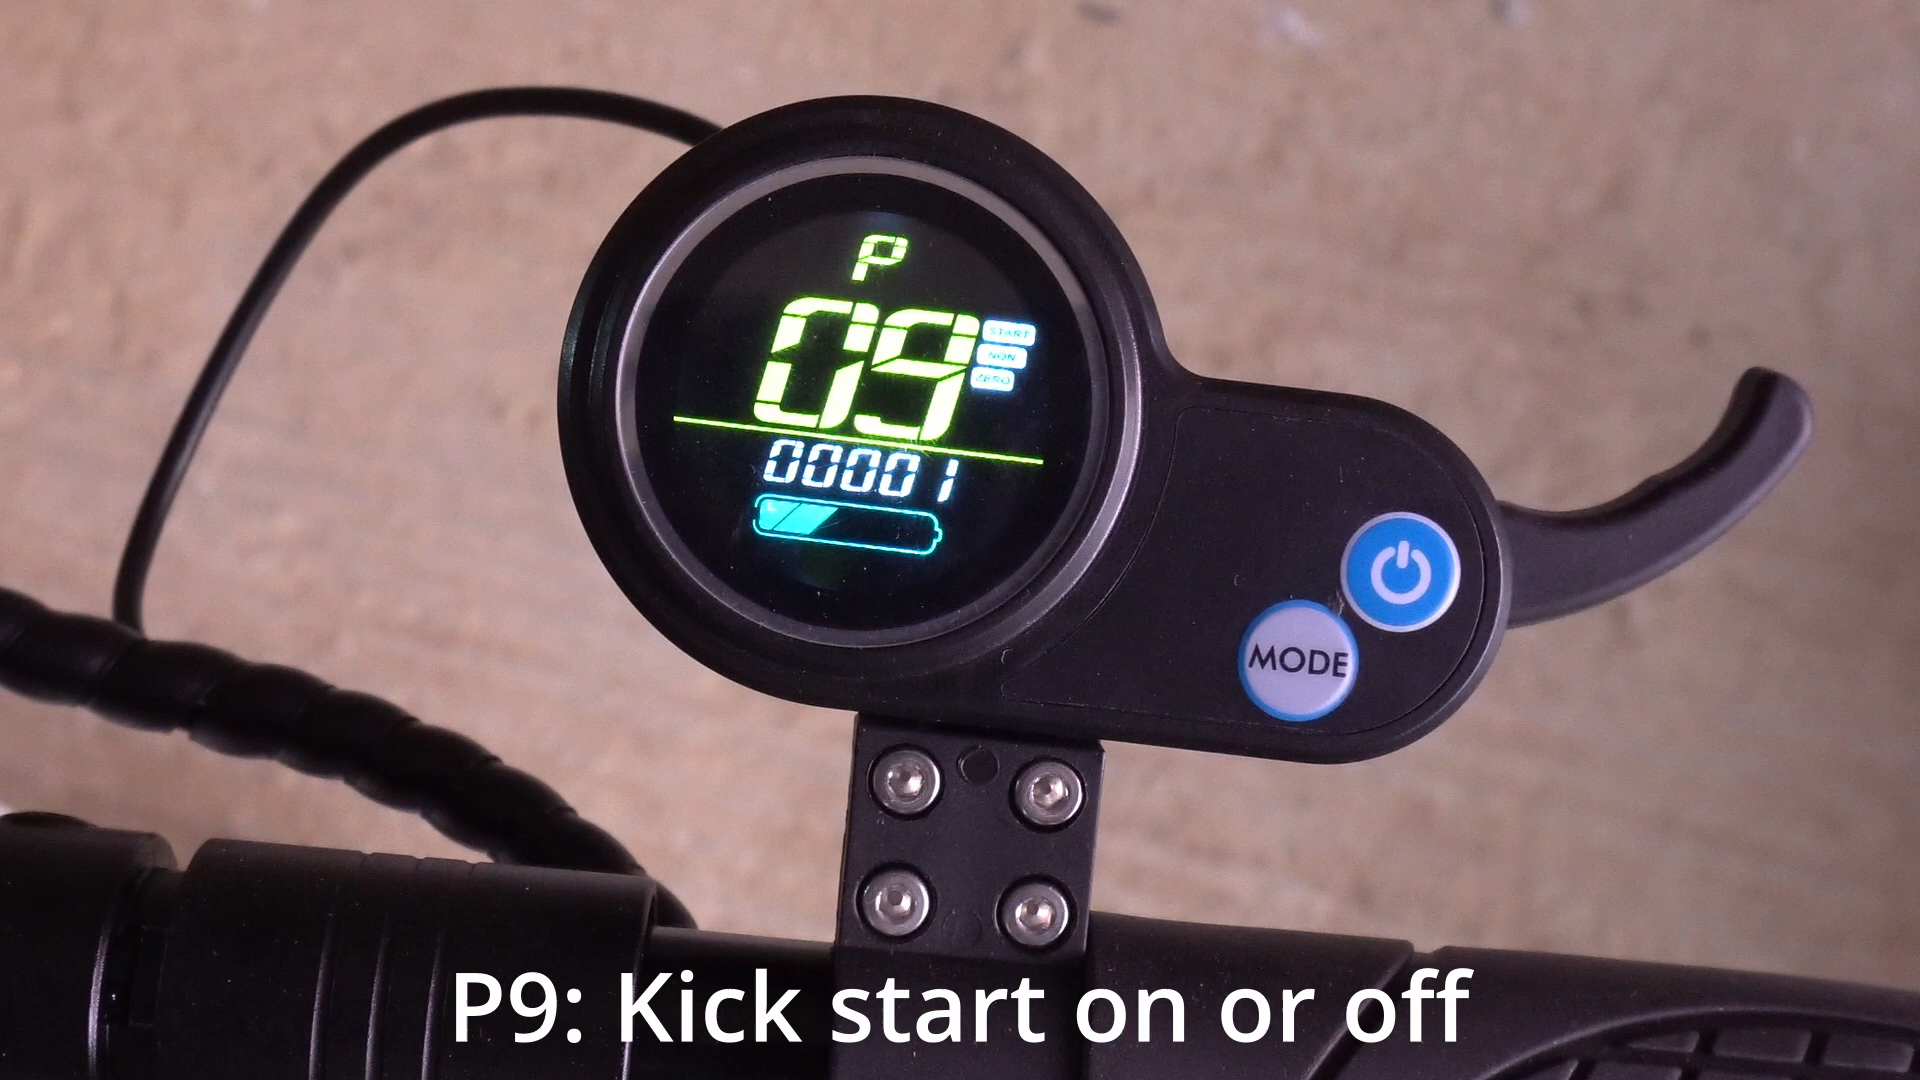 P
09
START
NON
ZERO
00001
MODE
P9: Kick start on or off